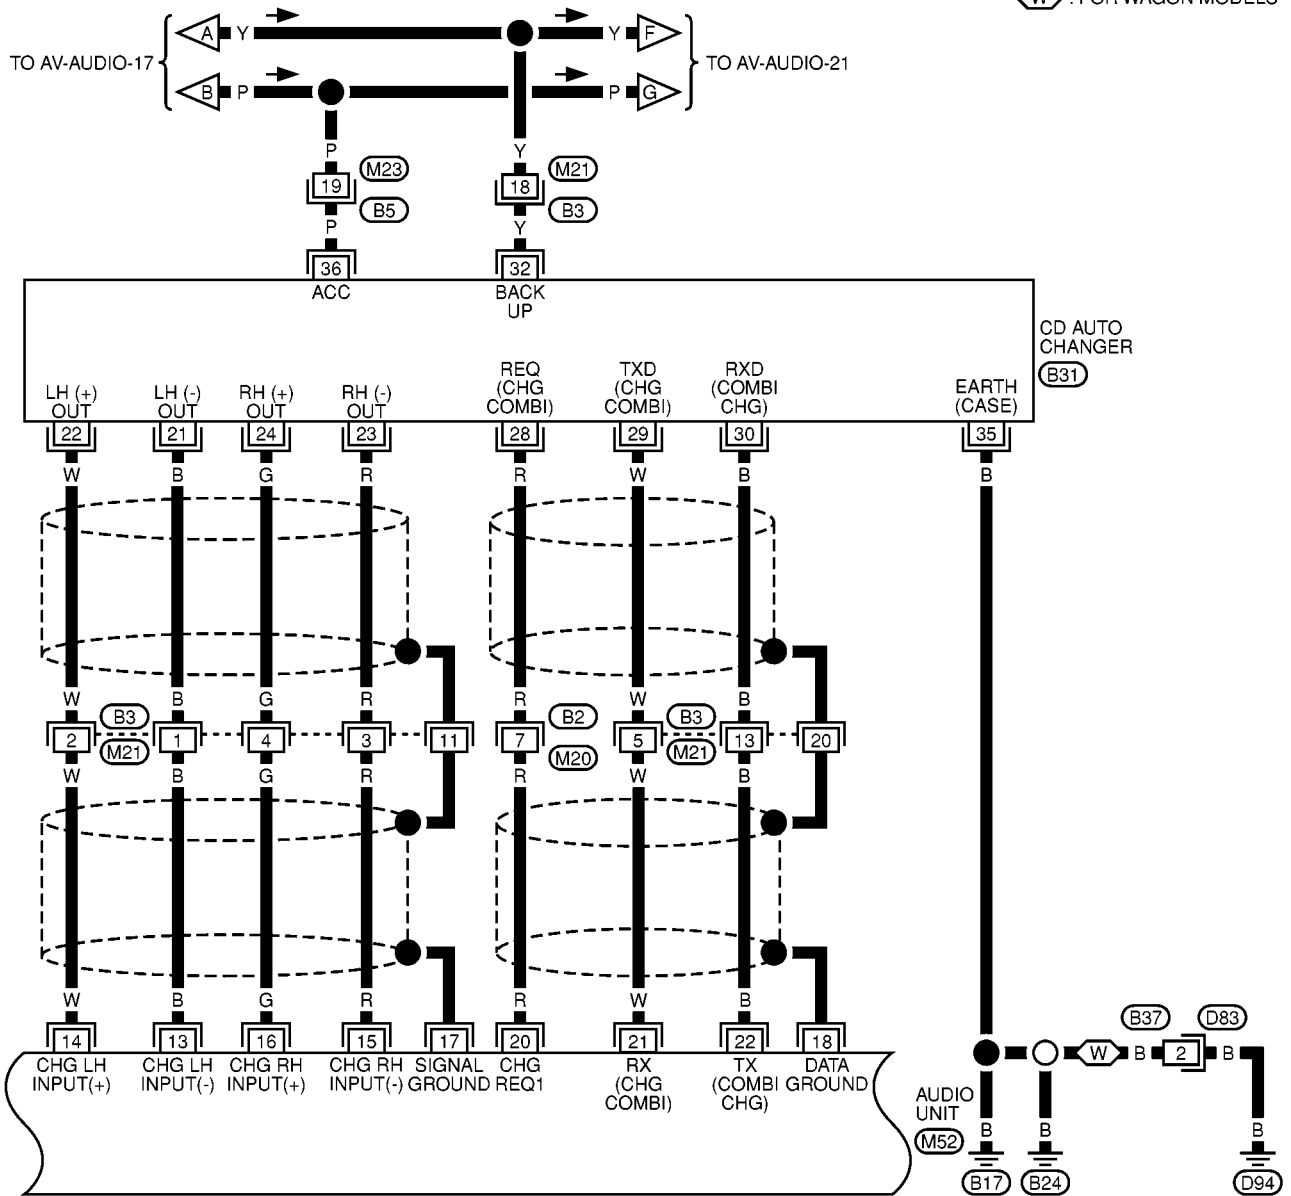 W : FOR WAGON MODELS
A Y Y F
TO AV-AUDIO-17 TO AV-AUDIO-21
B P P G
P Y
19 M23 18 M21
B5 B3
P Y
36 32
ACC BACK
UP
CD AUTO
CHANGER
B31
LH (+)
OUT
LH (-)
OUT
RH (+)
OUT
RH (-)
OUT
REQ
(CHG
COMBI)
TXD
(CHG
COMBI)
RXD
(COMBI
CHG)
EARTH
(CASE)
22 21 24 23 28 29 30 35
W B G R R W B B
W B G R R W B
B3 B2 B3
2 1 4 3 11 7 5 13 20
M21 M20 M21
W B G R R W B
W B G R R W B
14 13 16 15 17 20 21 22 18
CHG LH
INPUT(+)
CHG LH
INPUT(-)
CHG RH
INPUT(+)
CHG RH
INPUT(-)
SIGNAL
GROUND
CHG
REQ1
RX
(CHG
COMBI)
TX
(COMBI
CHG)
DATA
GROUND
AUDIO
UNIT
M52
B37 D83
W B 2 B
B B B
B17 B24 D94